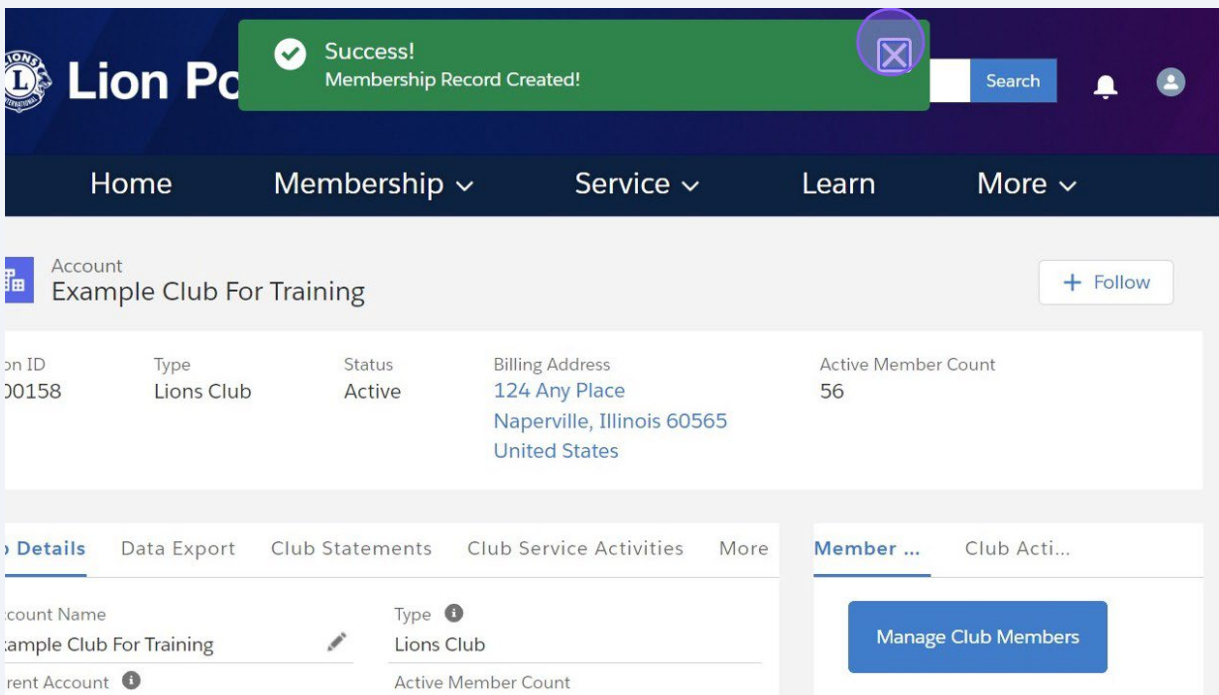 Success!
Membership Record Created!
LIONS
L
INTERNATIONAL
Lion Po
Search
Home Membership Service Learn More
Account
Example Club For Training
+ Follow
on ID Type Status Billing Address Active Member Count
00158 Lions Club Active 124 Any Place 56
Naperville, Illinois 60565
United States
Details Data Export Club Statements Club Service Activities More
Member ... Club Acti...
count Name Type
ample Club For Training Lions Club
Manage Club Members
rent Account Active Member Count